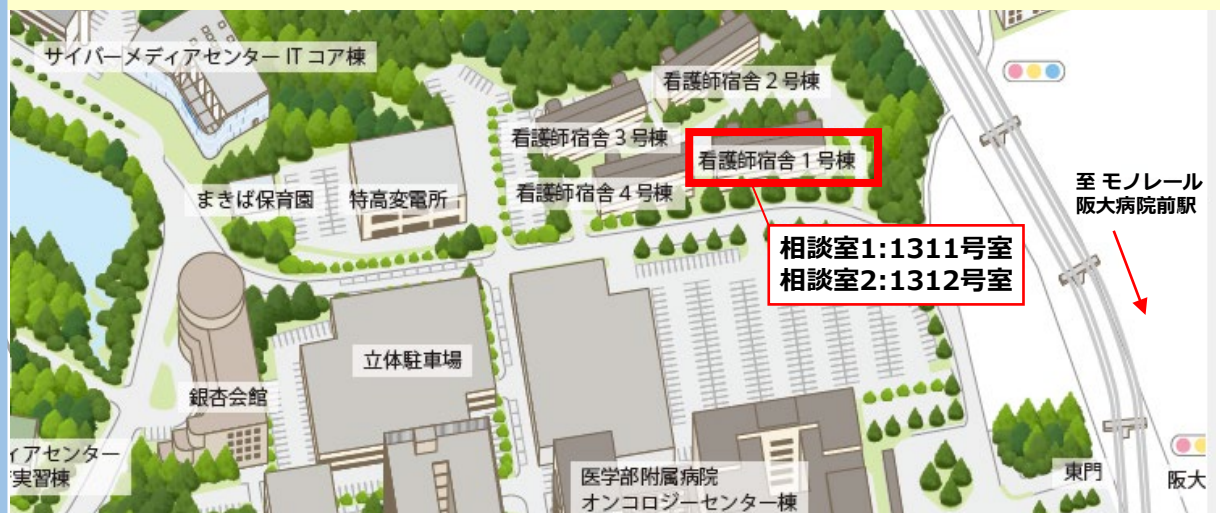 サイバーメディアセンター ITコア棟
看護師宿舎2号棟
看護師宿舎3号棟
看護師宿舎1号棟
看護師宿舎4号棟
まきば保育園
特高変電所
至 モノレール
阪大病院前駅
相談室1:1311号室
相談室2:1312号室
立体駐車場
銀杏会館
ィアセンター
実習棟
医学部附属病院
オンコロジーセンター棟
東門
阪大